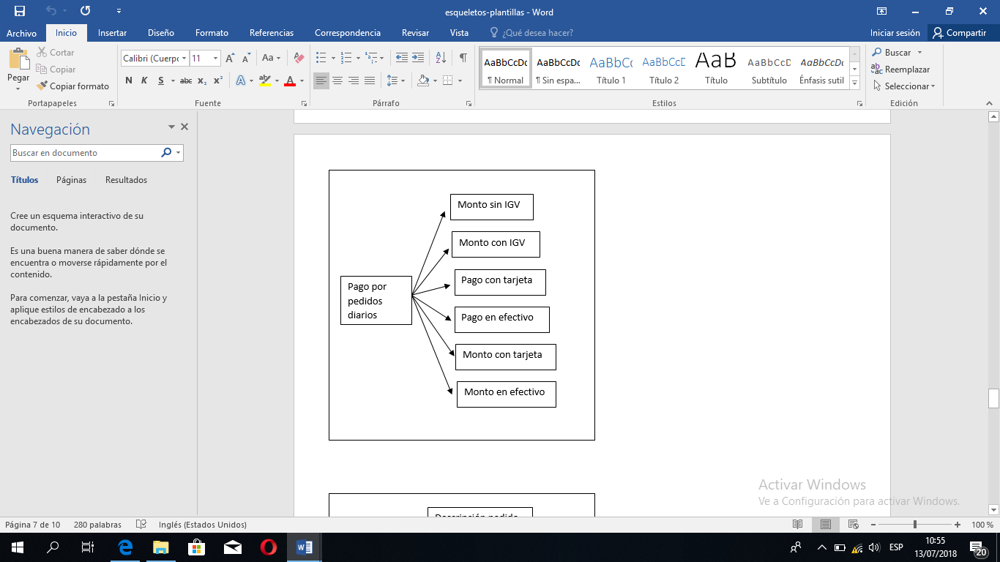 esqueletos-plantillas - Word
Archivo Inicio Insertar Diseño Formato Referencias Correspondencia Revisar Vista ¿Qué desea hacer? Iniciar sesión Compartir
Pegar
Cortar
Copiar
Copiar formato
Portapapeles
Calibri (Cuerpo 11
Aa
N K S abc x₂ x²
A A
Fuente
Párrafo
AaBbCcDc AaBbCcDc AaBbCc AaBbCcD AaB AaBbCcD AaBbCcDc
¶ Normal ¶ Sin espa... Título 1 Título 2 Título Subtítulo Énfasis sutil
Estilos
Buscar
Reemplazar
Seleccionar
Edición
Navegación
Buscar en documento
Títulos Páginas Resultados
Cree un esquema interactivo de su
documento.
Es una buena manera de saber dónde se
encuentra o moverse rápidamente por el
contenido.
Para comenzar, vaya a la pestaña Inicio y
aplique estilos de encabezado a los
encabezados de su documento.
Pago por
pedidos
diarios
Monto sin IGV
Monto con IGV
Pago con tarjeta
Pago en efectivo
Monto con tarjeta
Monto en efectivo
Descripción pedido
Activar Windows
Ve a Configuración para activar Windows.
Página 7 de 10 280 palabras Inglés (Estados Unidos) 100 %
ESP
10:55
13/07/2018
20